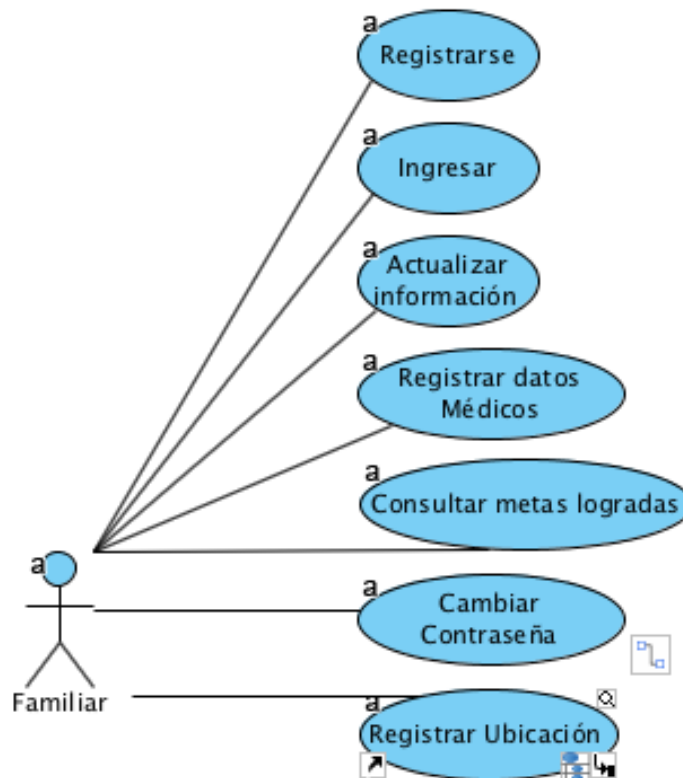 a
Registrarse
a
Ingresar
a
Actualizar
información
a
Registrar datos
Médicos
a
Consultar metas logradas
a
Familiar
a
Cambiar
Contraseña
a
Registrar Ubicación